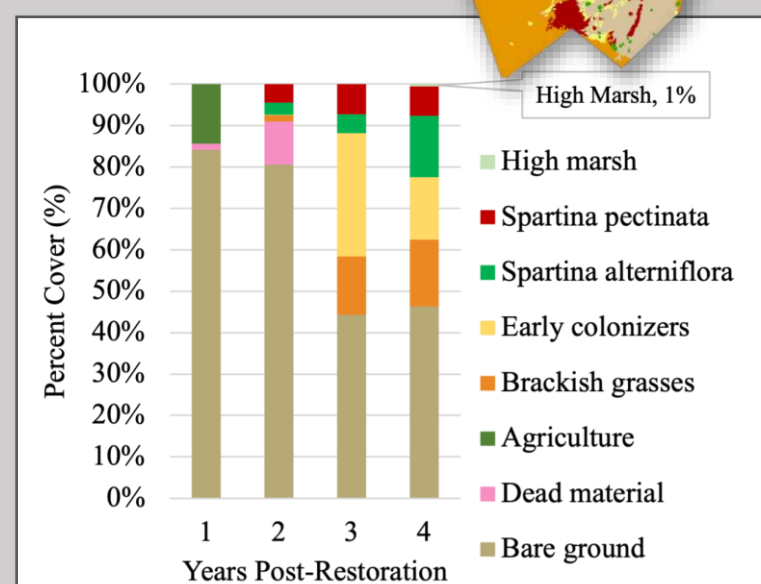 100%
90%
80%
70%
60%
50%
40%
30%
20%
10%
0%
Percent Cover (%)
1 2 3 4
Years Post-Restoration
High Marsh, 1%
High marsh
Spartina pectinata
Spartina alterniflora
Early colonizers
Brackish grasses
Agriculture
Dead material
Bare ground